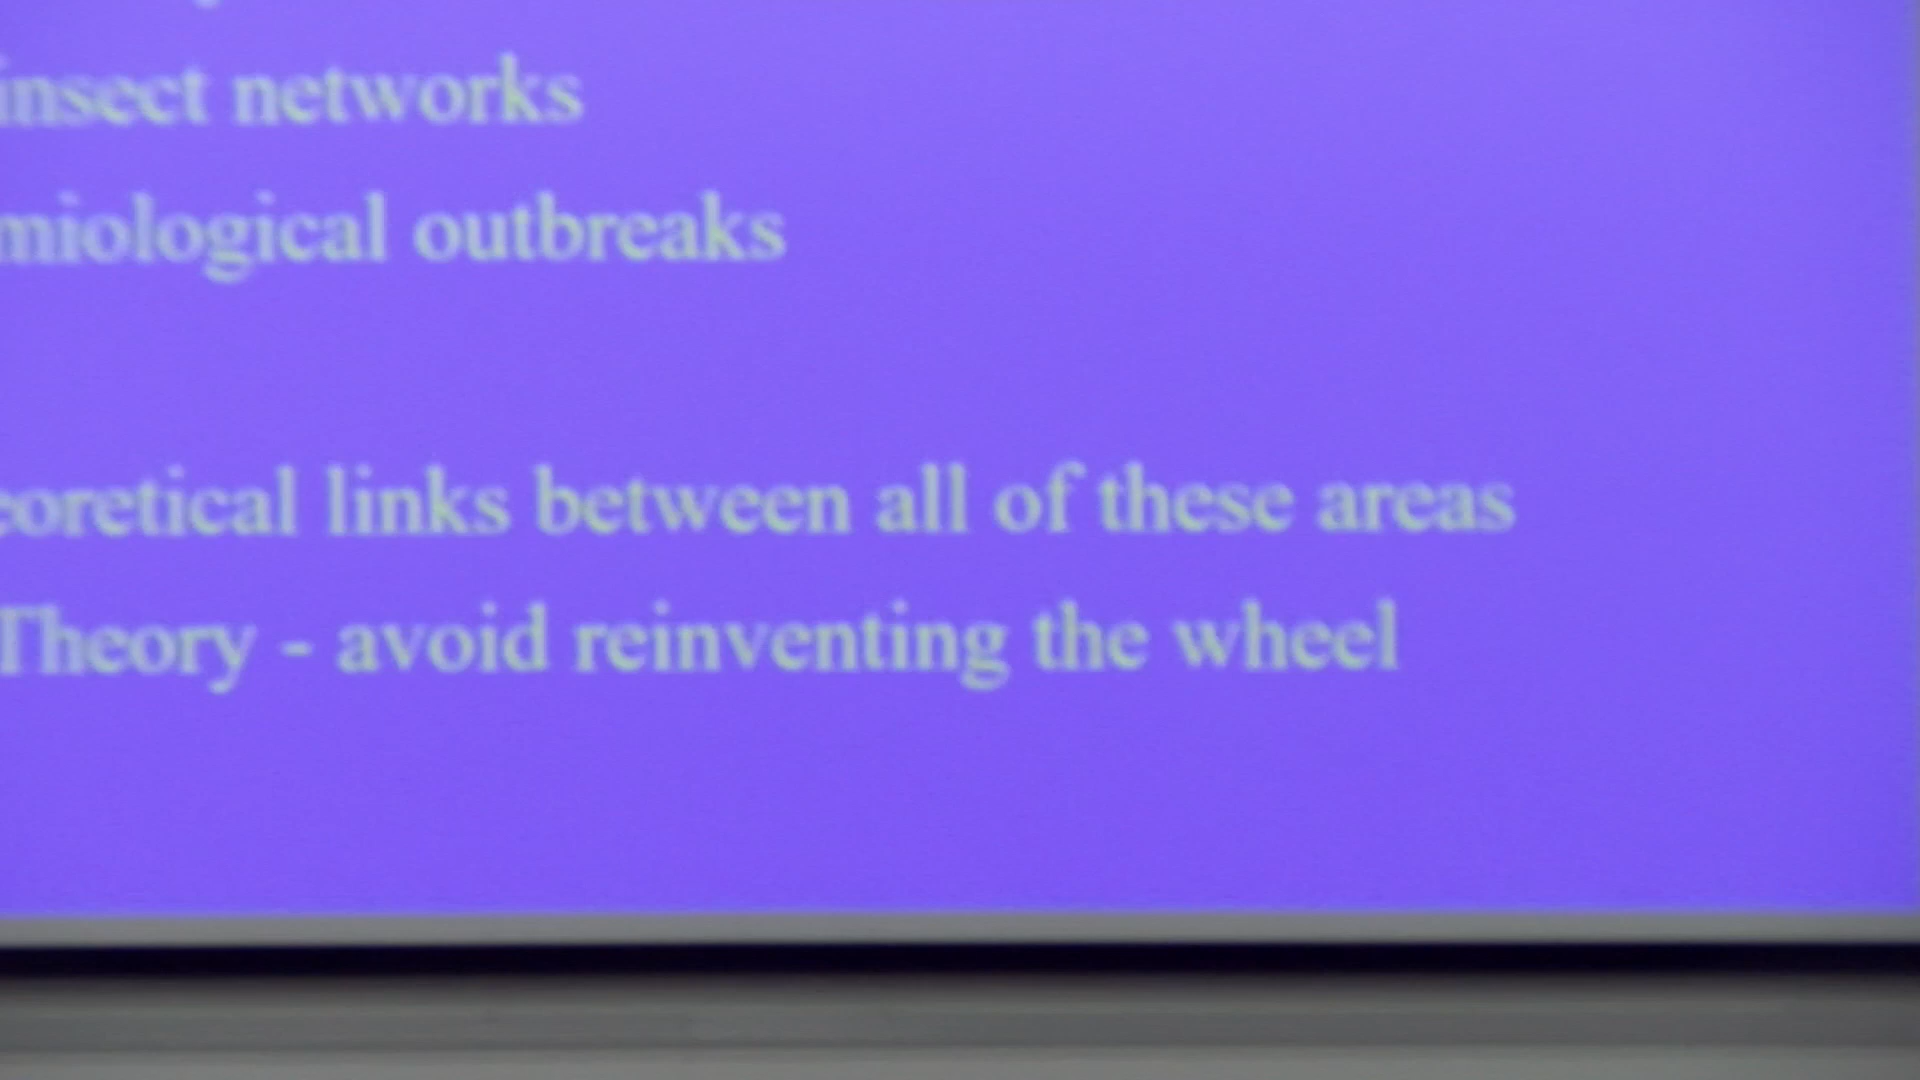 insect networks
miological outbreaks
eoretical links between all of these areas
Theory - avoid reinventing the wheel